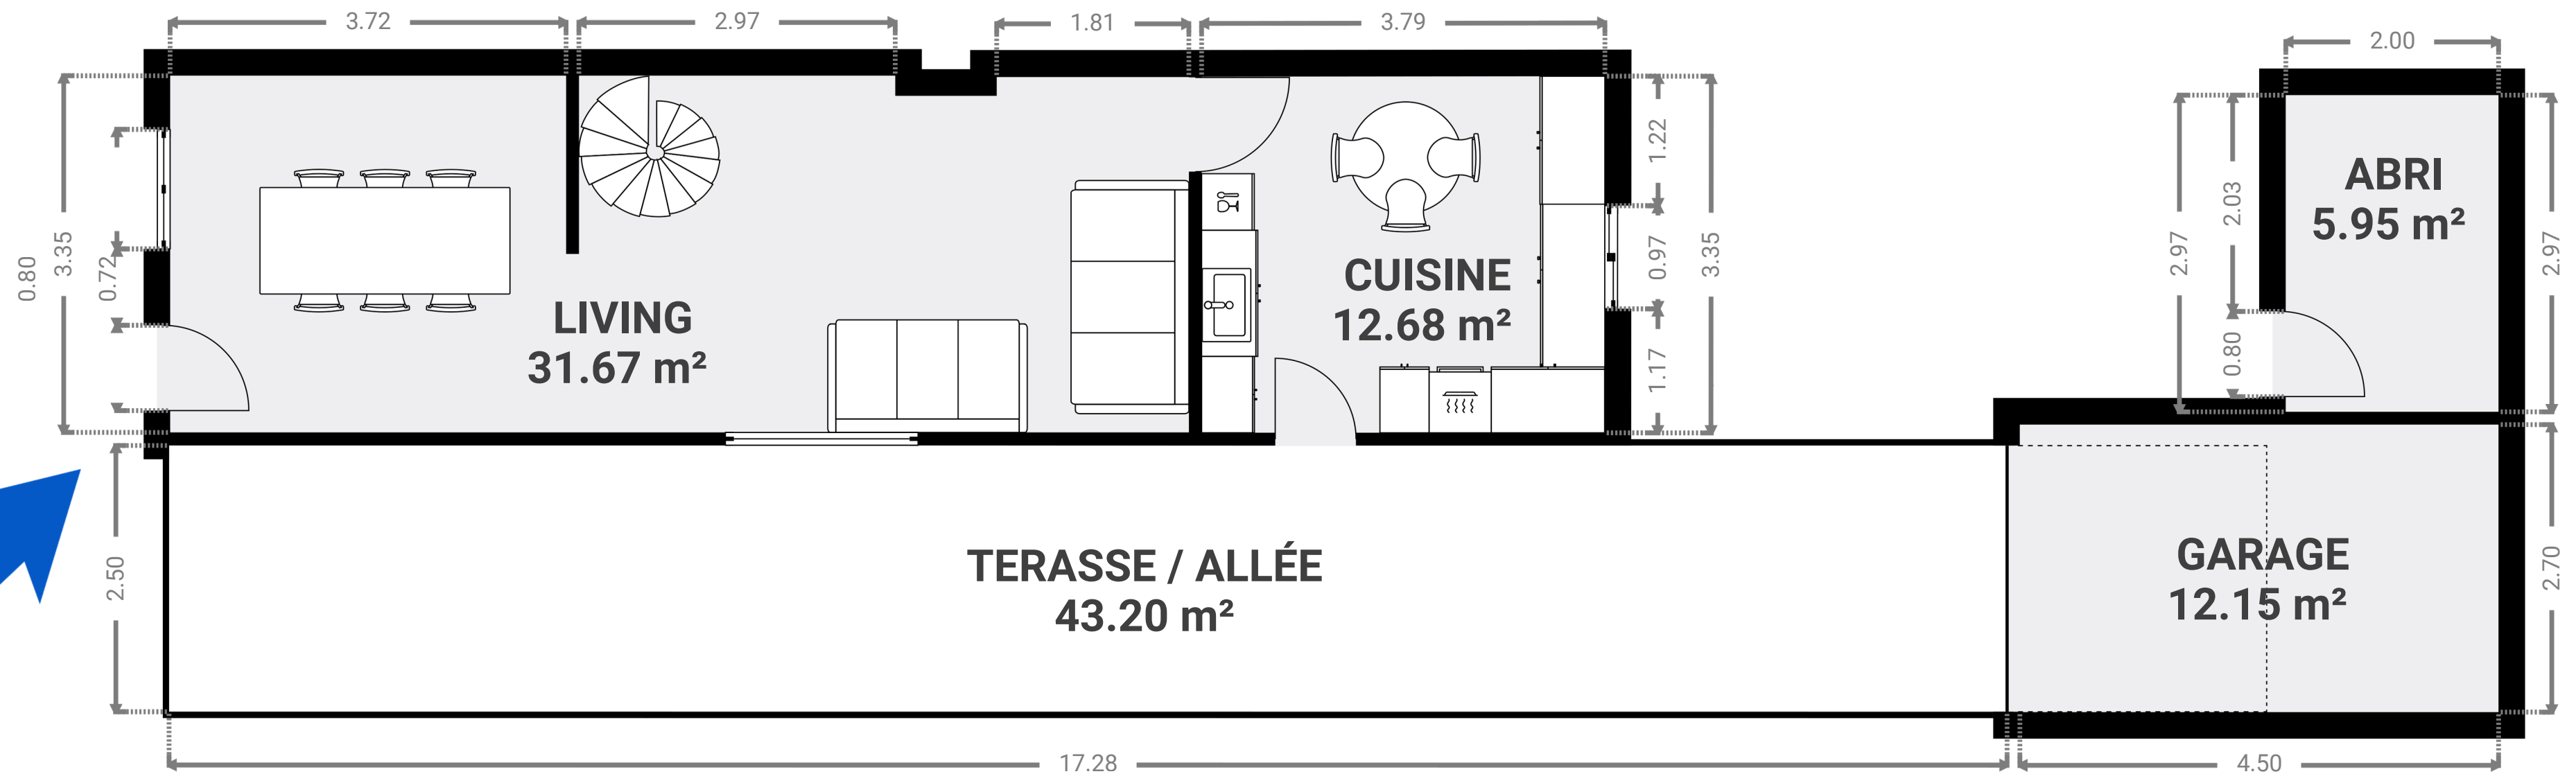 3.72
2.97
1.81
3.79
2.00
0.80
3.35
0.72
LIVING
31.67 m²
CUISINE
12.68 m²
1.22
0.97
1.17
3.35
2.97
2.03
0.80
ABRI
5.95 m²
2.97
2.50
TERASSE / ALLÉE
43.20 m²
GARAGE
12.15 m²
2.70
17.28
4.50